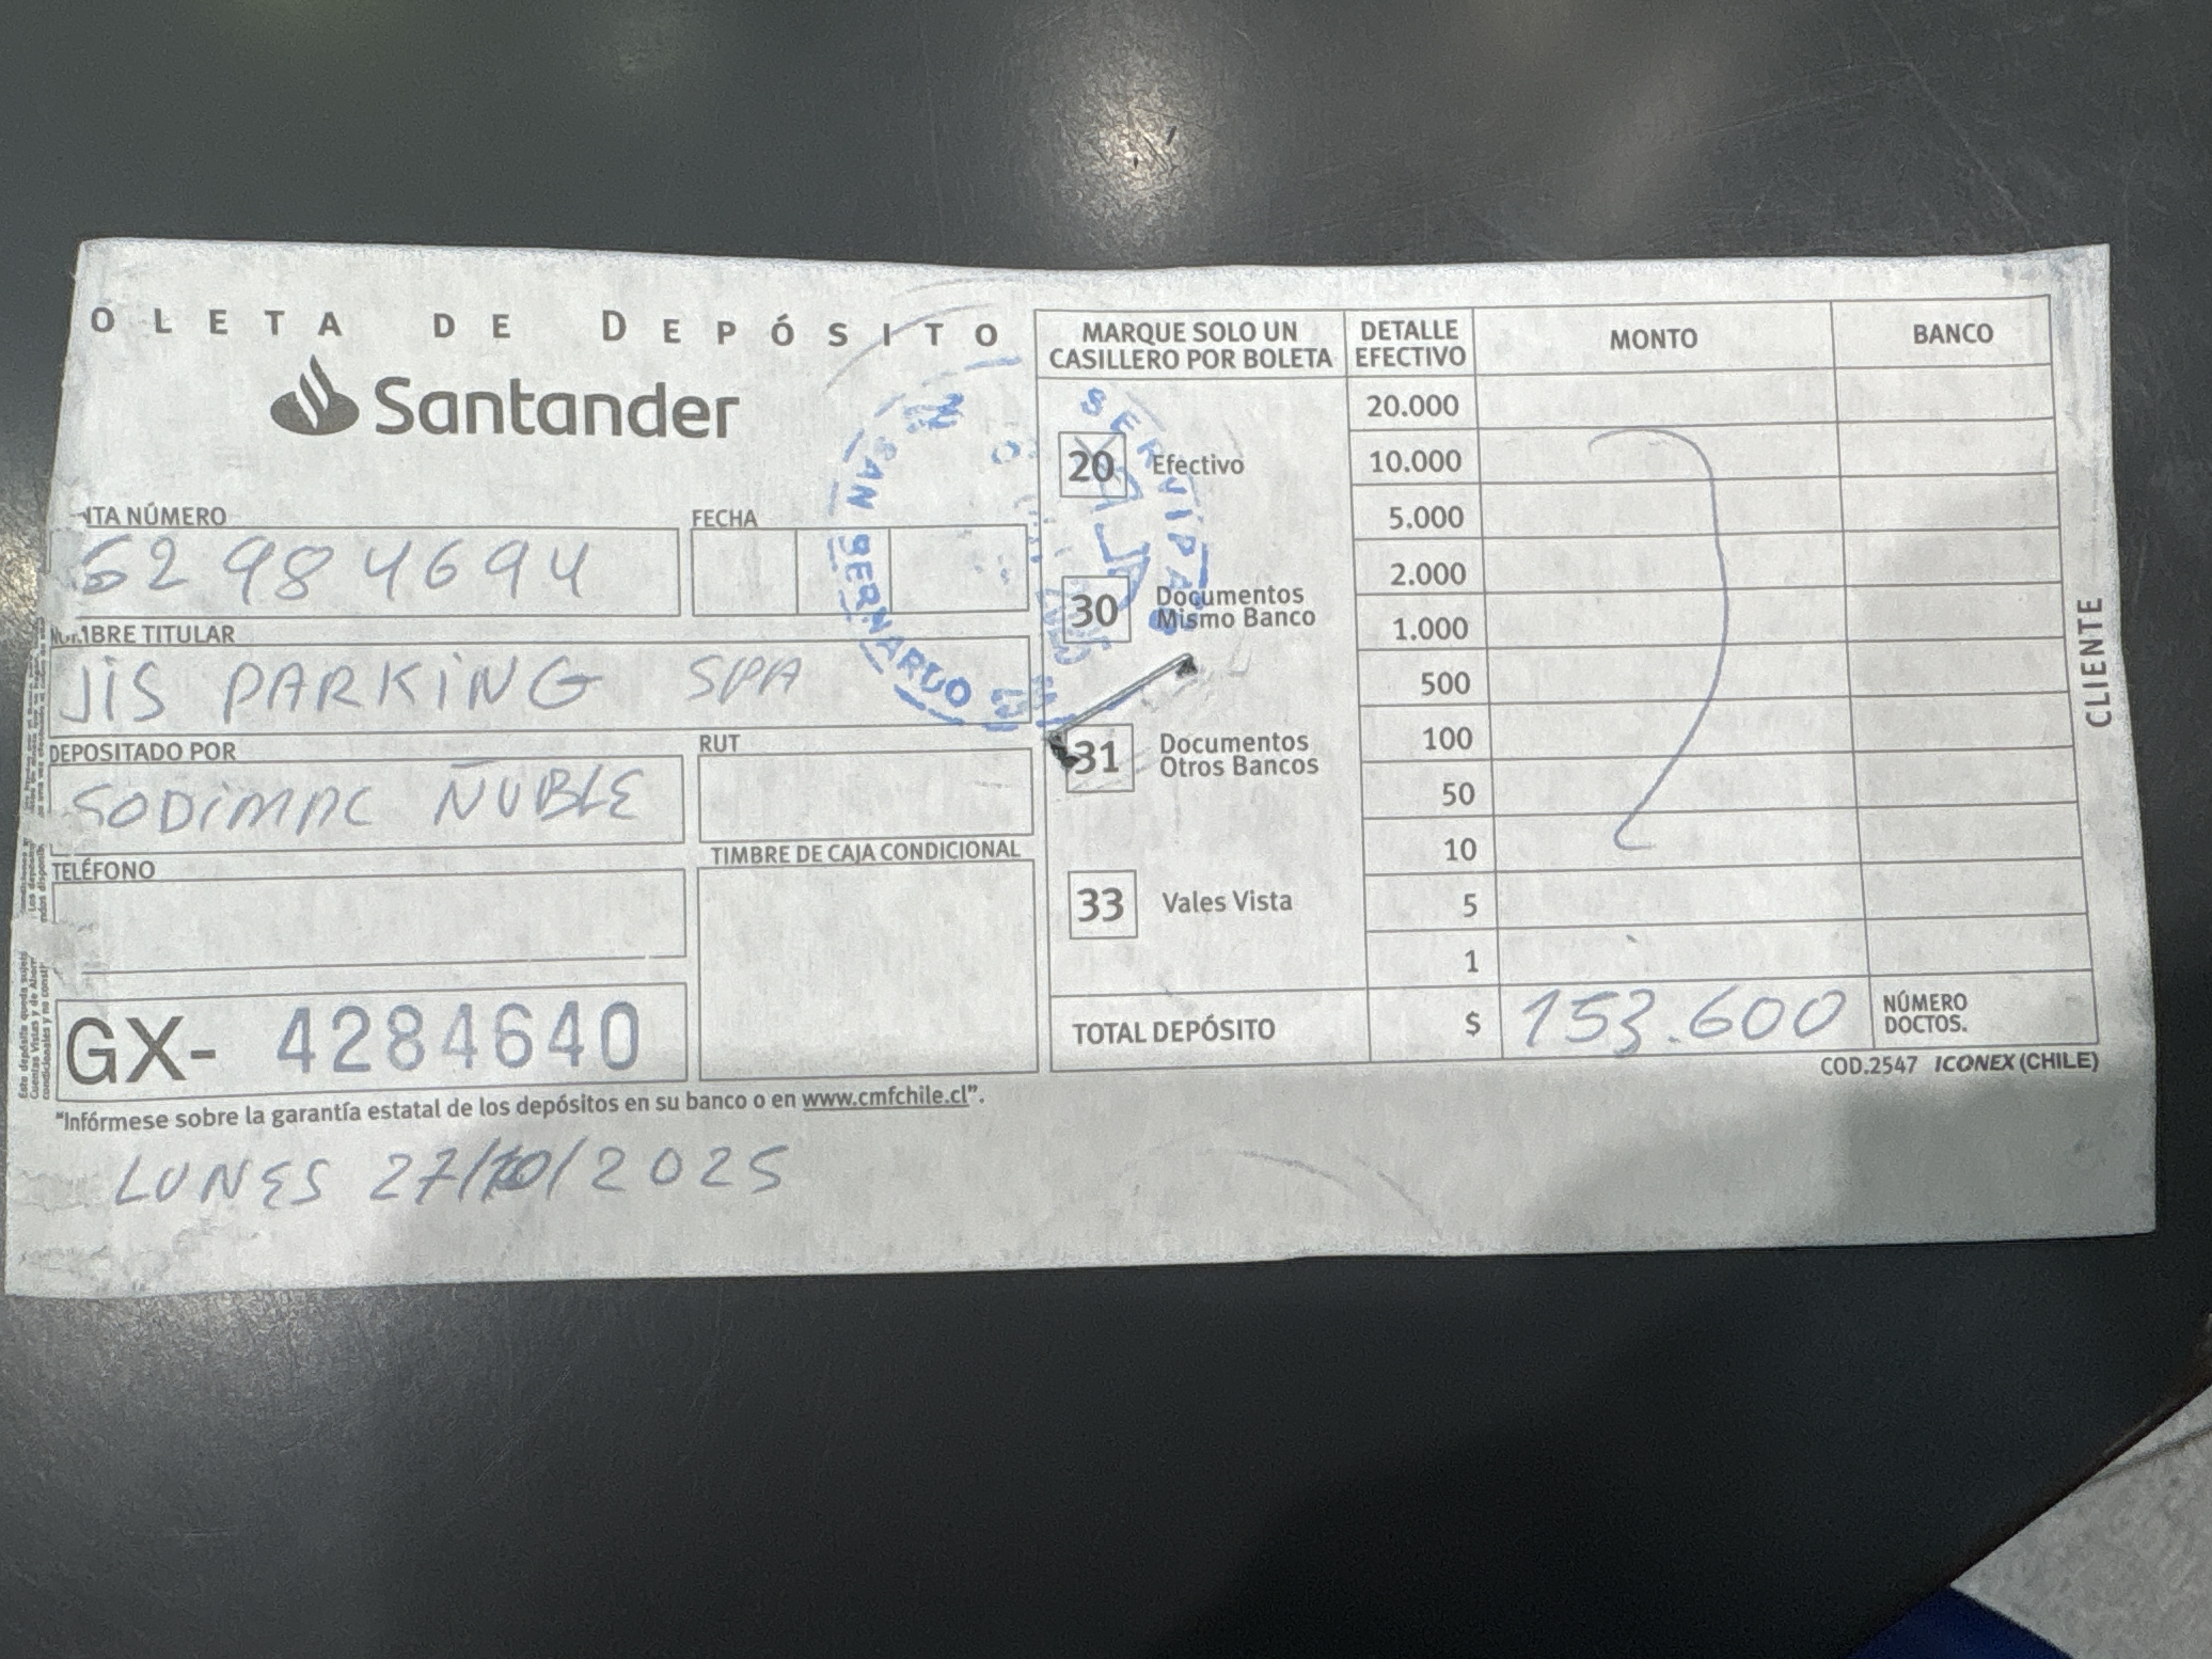 OLETA DE DEPÓSITO
Santander
NTA NÚMERO
62984694
FECHA
NOMBRE TITULAR
JIS PARKING SPA
DEPOSITADO POR
SODIMAC ÑUBLE
RUT
TELÉFONO
TIMBRE DE CAJA CONDICIONAL
GX- 4284640
"Infórmese sobre la garantía estatal de los depósitos en su banco o en www.cmfchile.cl".
LUNES 27/10/2025
SAN BERNARDO
SERVIPAG
MARQUE SOLO UN
CASILLERO POR BOLETA
20 Efectivo
30 Documentos
Mismo Banco
31 Documentos
Otros Bancos
33 Vales Vista
DETALLE
EFECTIVO
MONTO
BANCO
20.000
10.000
5.000
2.000
1.000
500
100
50
10
5
1
TOTAL DEPÓSITO $ 153.600
NÚMERO
DOCTOS.
COD.2547 ICONEX (CHILE)
CLIENTE